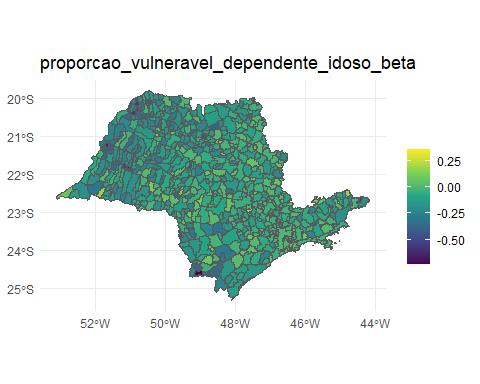 proporcao_vulneravel_dependente_idoso_beta
20°S
21°S
22°S
23°S
24°S
25°S
52°W
50°W
48°W
46°W
44°W
0.25
0.00
-0.25
-0.50